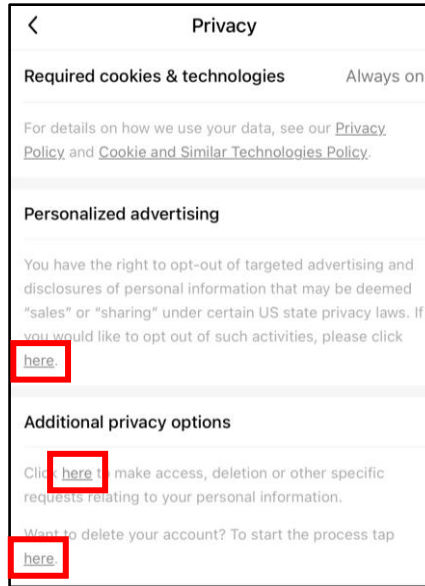 Privacy
Required cookies & technologies Always on
For details on how we use your data, see our Privacy
Policy and Cookie and Similar Technologies Policy.
Personalized advertising
You have the right to opt-out of targeted advertising and
disclosures of personal information that may be deemed
“sales” or “sharing” under certain US state privacy laws. If
you would like to opt out of such activities, please click
here.
Additional privacy options
Click here to make access, deletion or other specific
requests relating to your personal information.
Want to delete your account? To start the process tap
here.